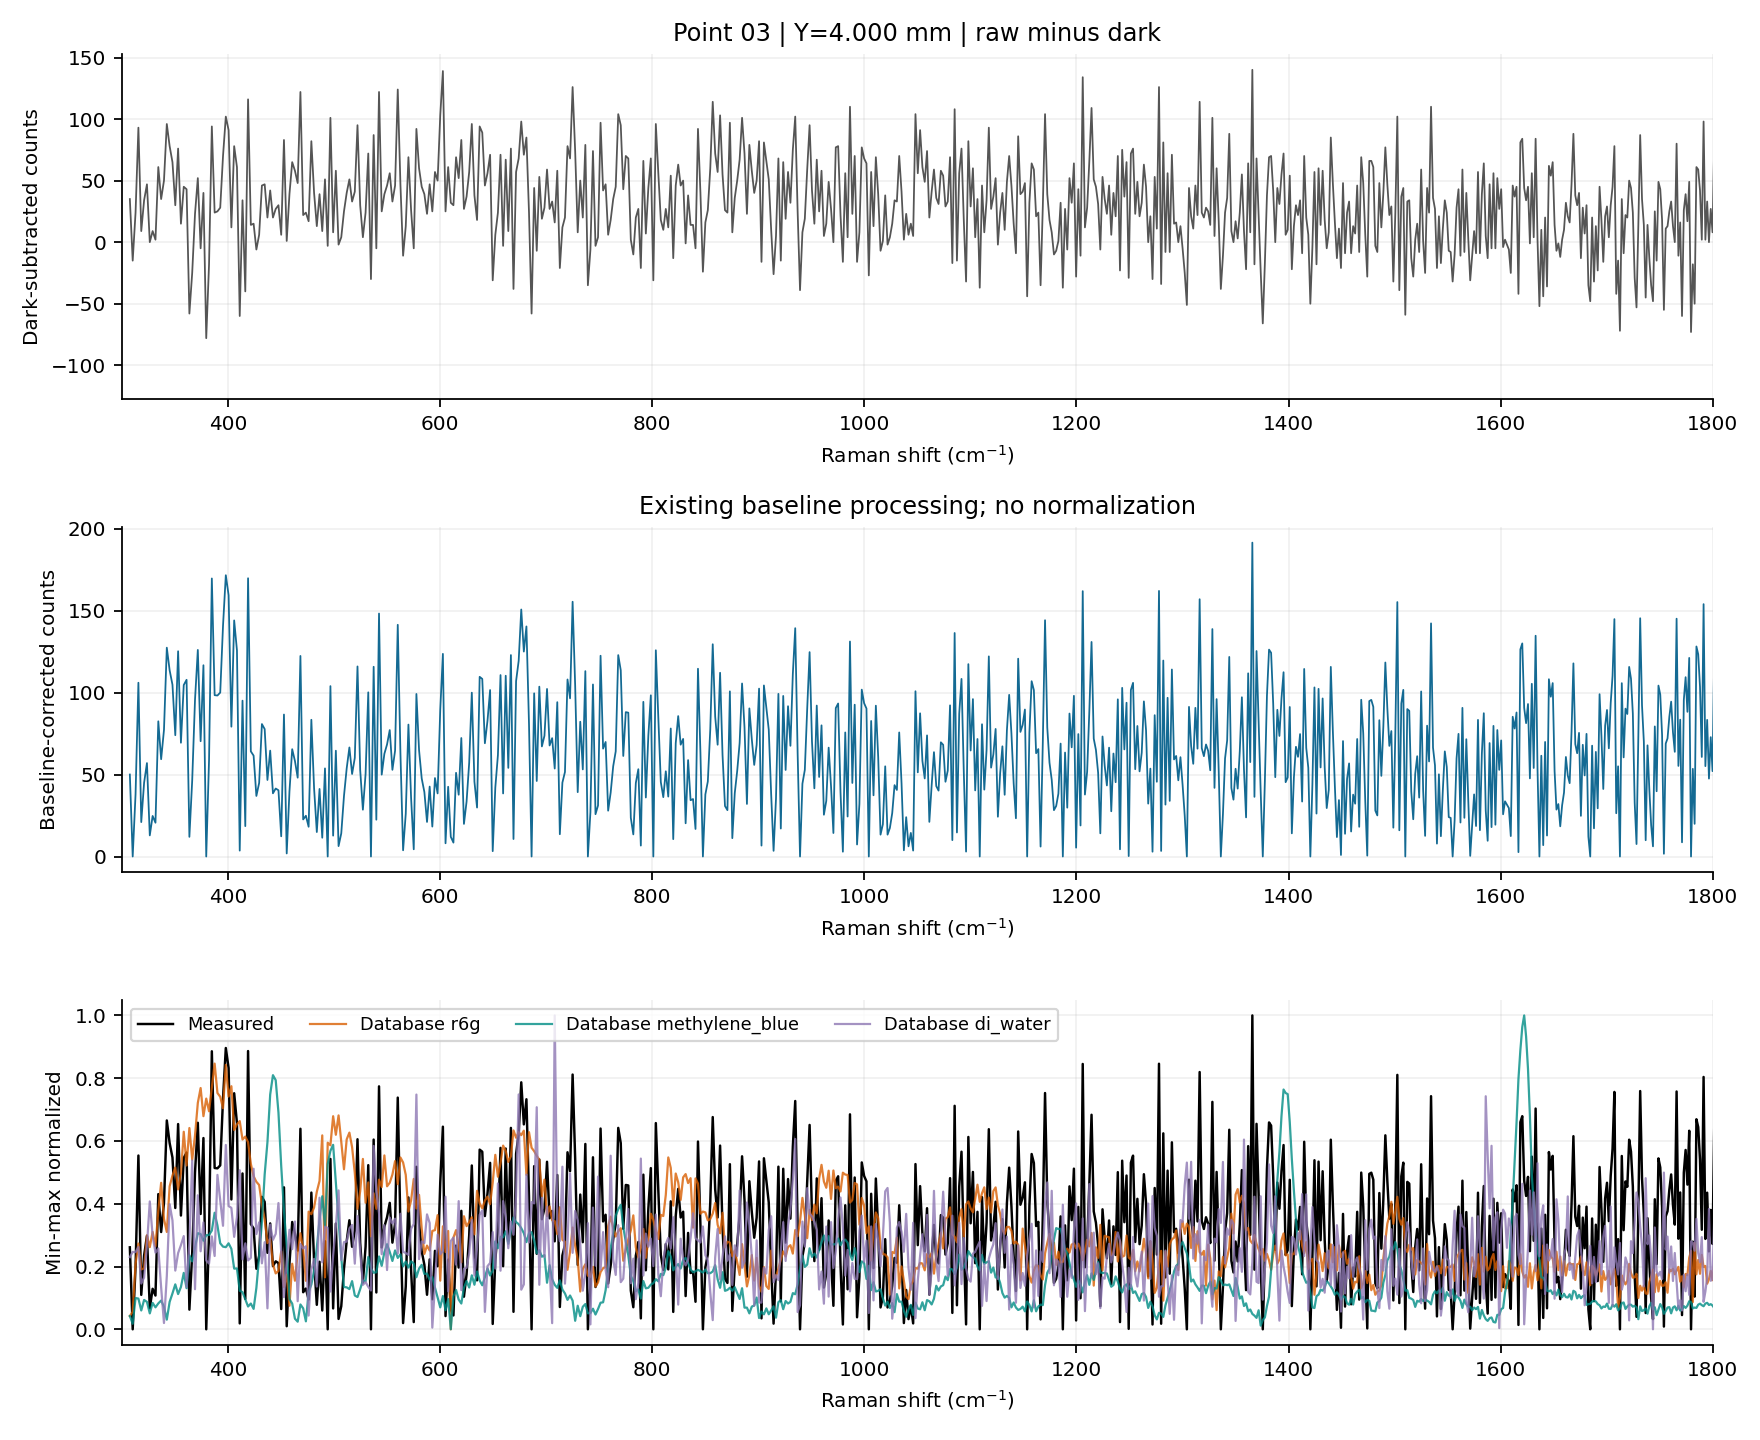 Point 03 | Y=4.000 mm | raw minus dark
Dark-subtracted counts
150
100
50
0
−50
−100
400 600 800 1000 1200 1400 1600 1800
Raman shift (cm⁻¹)
Existing baseline processing; no normalization
Baseline-corrected counts
200
150
100
50
0
400 600 800 1000 1200 1400 1600 1800
Raman shift (cm⁻¹)
Measured Database r6g Database methylene_blue Database di_water
Min-max normalized
1.0
0.8
0.6
0.4
0.2
0.0
400 600 800 1000 1200 1400 1600 1800
Raman shift (cm⁻¹)